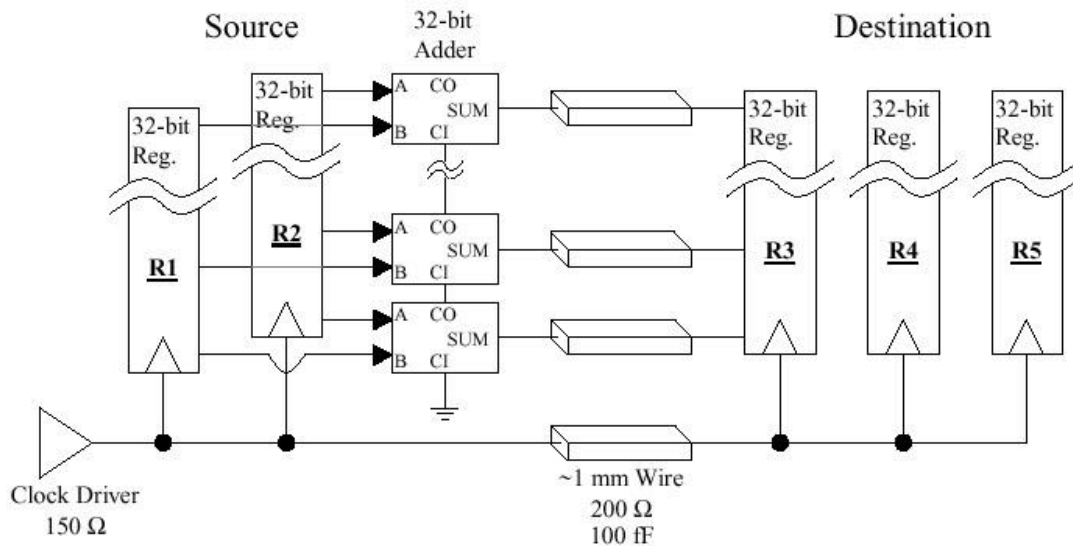 Source
32-bit
Adder
Destination
32-bit
Reg.
R1
32-bit
Reg.
R2
A CO
SUM
B CI
A CO
SUM
B CI
A CO
SUM
B CI
32-bit
Reg.
R3
32-bit
Reg.
R4
32-bit
Reg.
R5
Clock Driver
150 Ω
~1 mm Wire
200 Ω
100 fF